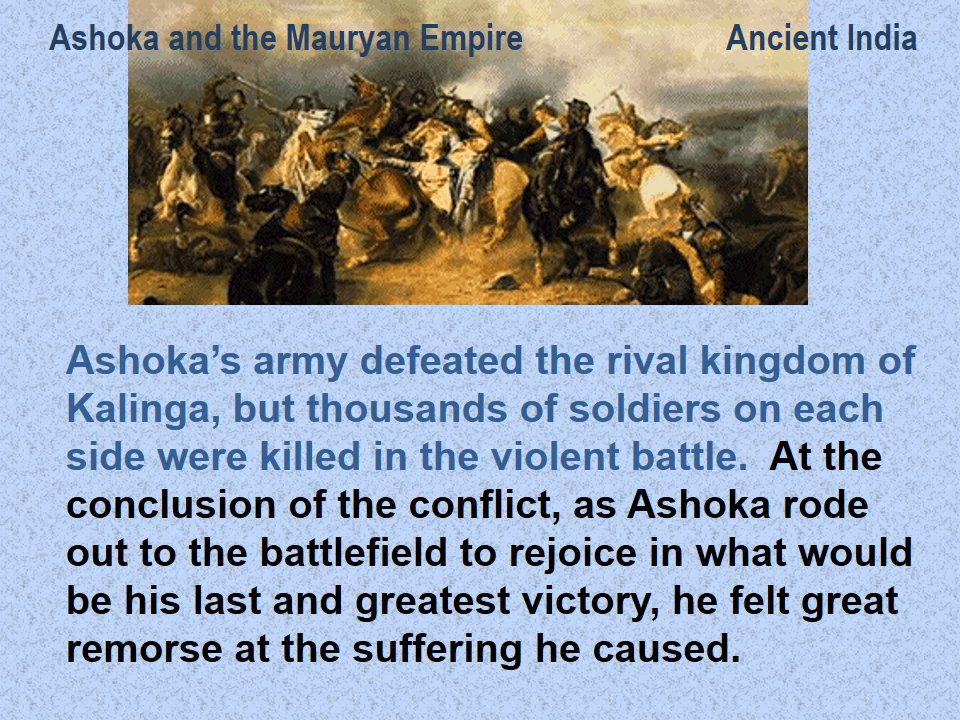 Ashoka and the Mauryan Empire Ancient India
Ashoka’s army defeated the rival kingdom of
Kalinga, but thousands of soldiers on each
side were killed in the violent battle.  At the
conclusion of the conflict, as Ashoka rode
out to the battlefield to rejoice in what would
be his last and greatest victory, he felt great
remorse at the suffering he caused.